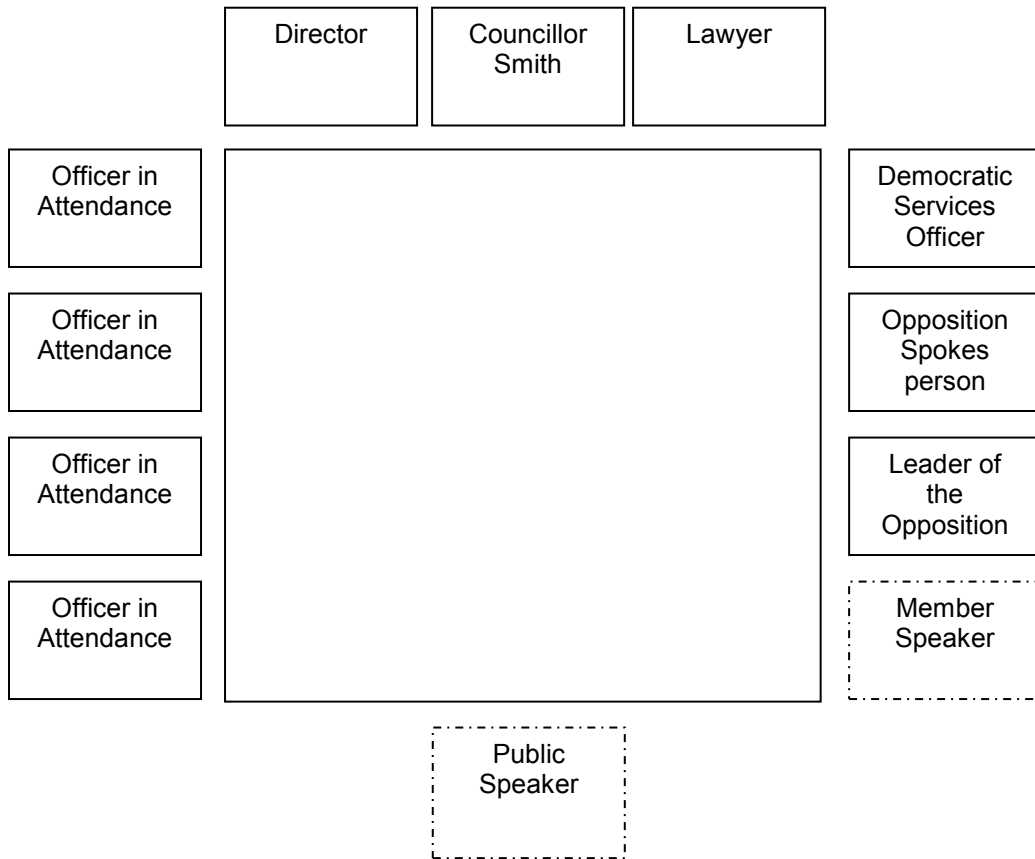 Director
Councillor
Smith
Lawyer
Officer in
Attendance
Democratic
Services
Officer
Officer in
Attendance
Opposition
Spokes
person
Officer in
Attendance
Leader of
the
Opposition
Officer in
Attendance
Member
Speaker
Public
Speaker